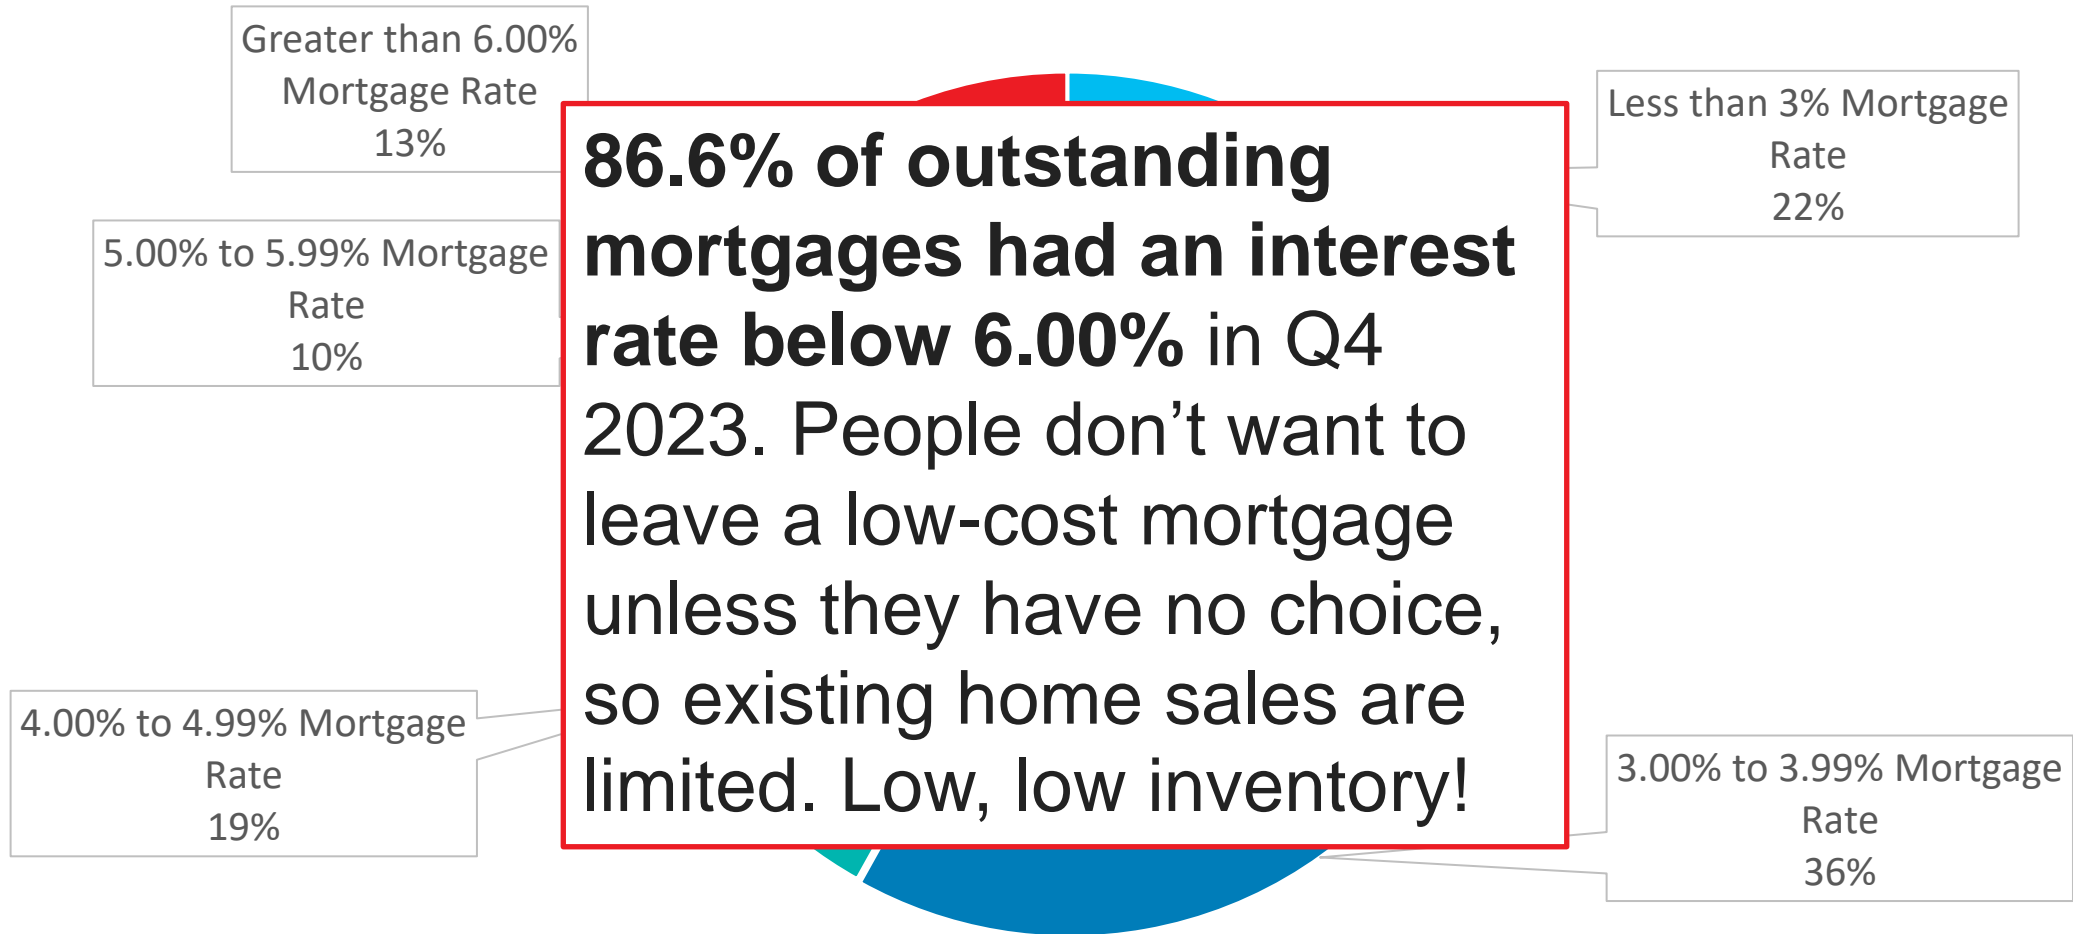 Greater than 6.00%
Mortgage Rate
13%
Less than 3% Mortgage
Rate
22%
5.00% to 5.99% Mortgage
Rate
10%
86.6% of outstanding
mortgages had an interest
rate below 6.00% in Q4
2023. People don’t want to
leave a low-cost mortgage
unless they have no choice,
so existing home sales are
limited. Low, low inventory!
4.00% to 4.99% Mortgage
Rate
19%
3.00% to 3.99% Mortgage
Rate
36%